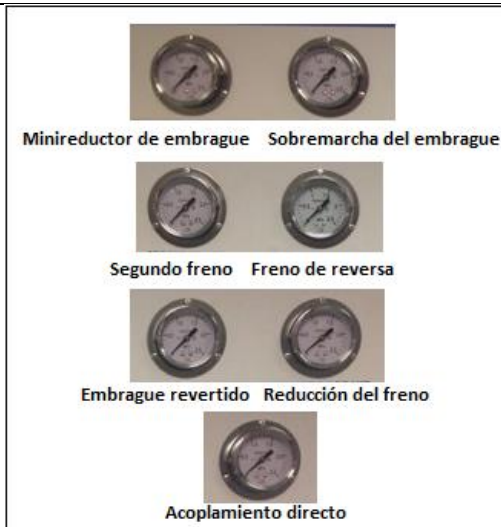 Minireductor de embrague Sobremarcha del embrague
Segundo freno Freno de reversa
Embrague revertido Reducción del freno
Acoplamiento directo